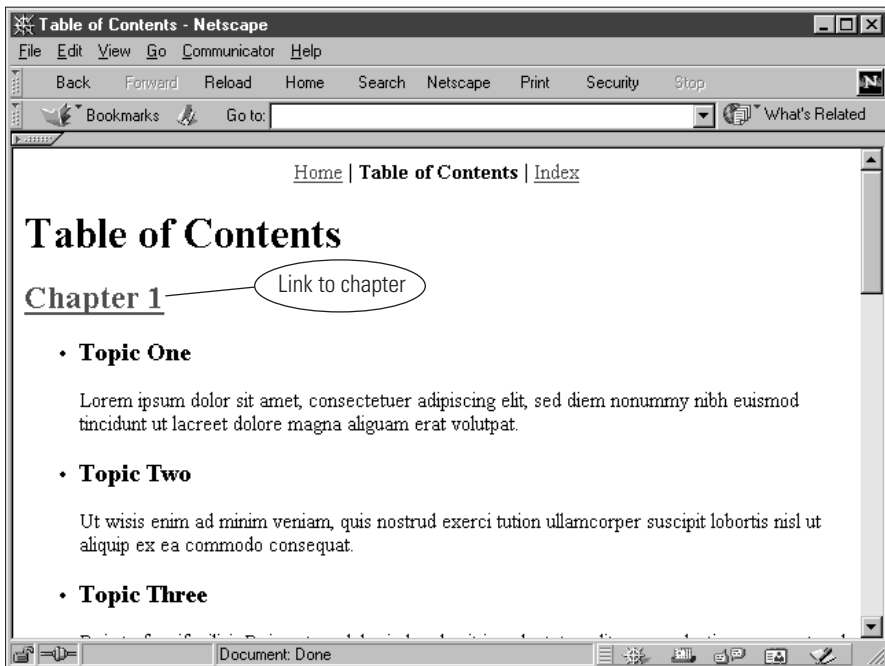 Table of Contents - Netscape
File Edit View Go Communicator Help
Back Forward Reload Home Search Netscape Print Security Stop N
Bookmarks Go to: What's Related
Home | Table of Contents | Index
Table of Contents
Chapter 1
Link to chapter
• Topic One
Lorem ipsum dolor sit amet, consectetuer adipiscing elit, sed diem nonummy nibh euismod
tincidunt ut lacreet dolore magna aliguam erat volutpat.
• Topic Two
Ut wisis enim ad minim veniam, quis nostrud exerci tution ullamcorper suscipit lobortis nisl ut
aliquip ex ea commodo consequat.
• Topic Three
Document: Done